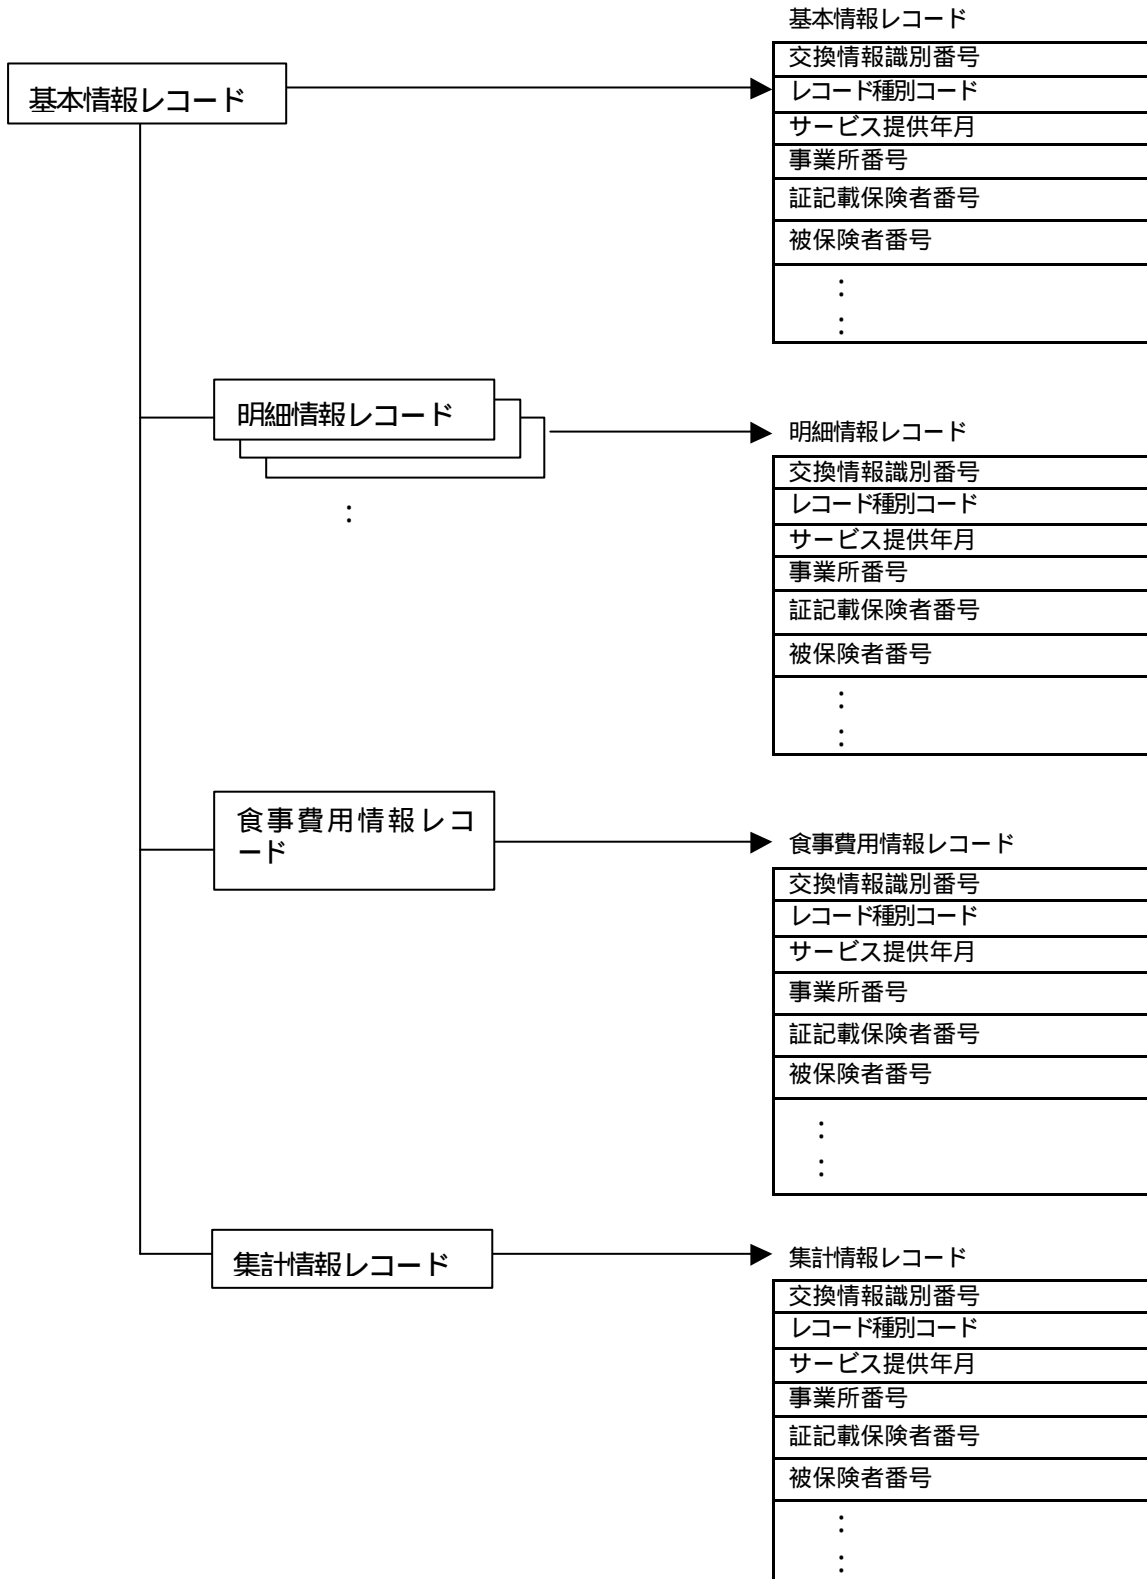 基本情報レコード
基本情報レコード
交換情報識別番号
レコード種別コード
サービス提供年月
事業所番号
証記載保険者番号
被保険者番号
:
:
明細情報レコード
:
明細情報レコード
交換情報識別番号
レコード種別コード
サービス提供年月
事業所番号
証記載保険者番号
被保険者番号
:
:
食事費用情報レコ
ード
食事費用情報レコード
交換情報識別番号
レコード種別コード
サービス提供年月
事業所番号
証記載保険者番号
被保険者番号
:
:
集計情報レコード
集計情報レコード
交換情報識別番号
レコード種別コード
サービス提供年月
事業所番号
証記載保険者番号
被保険者番号
:
: